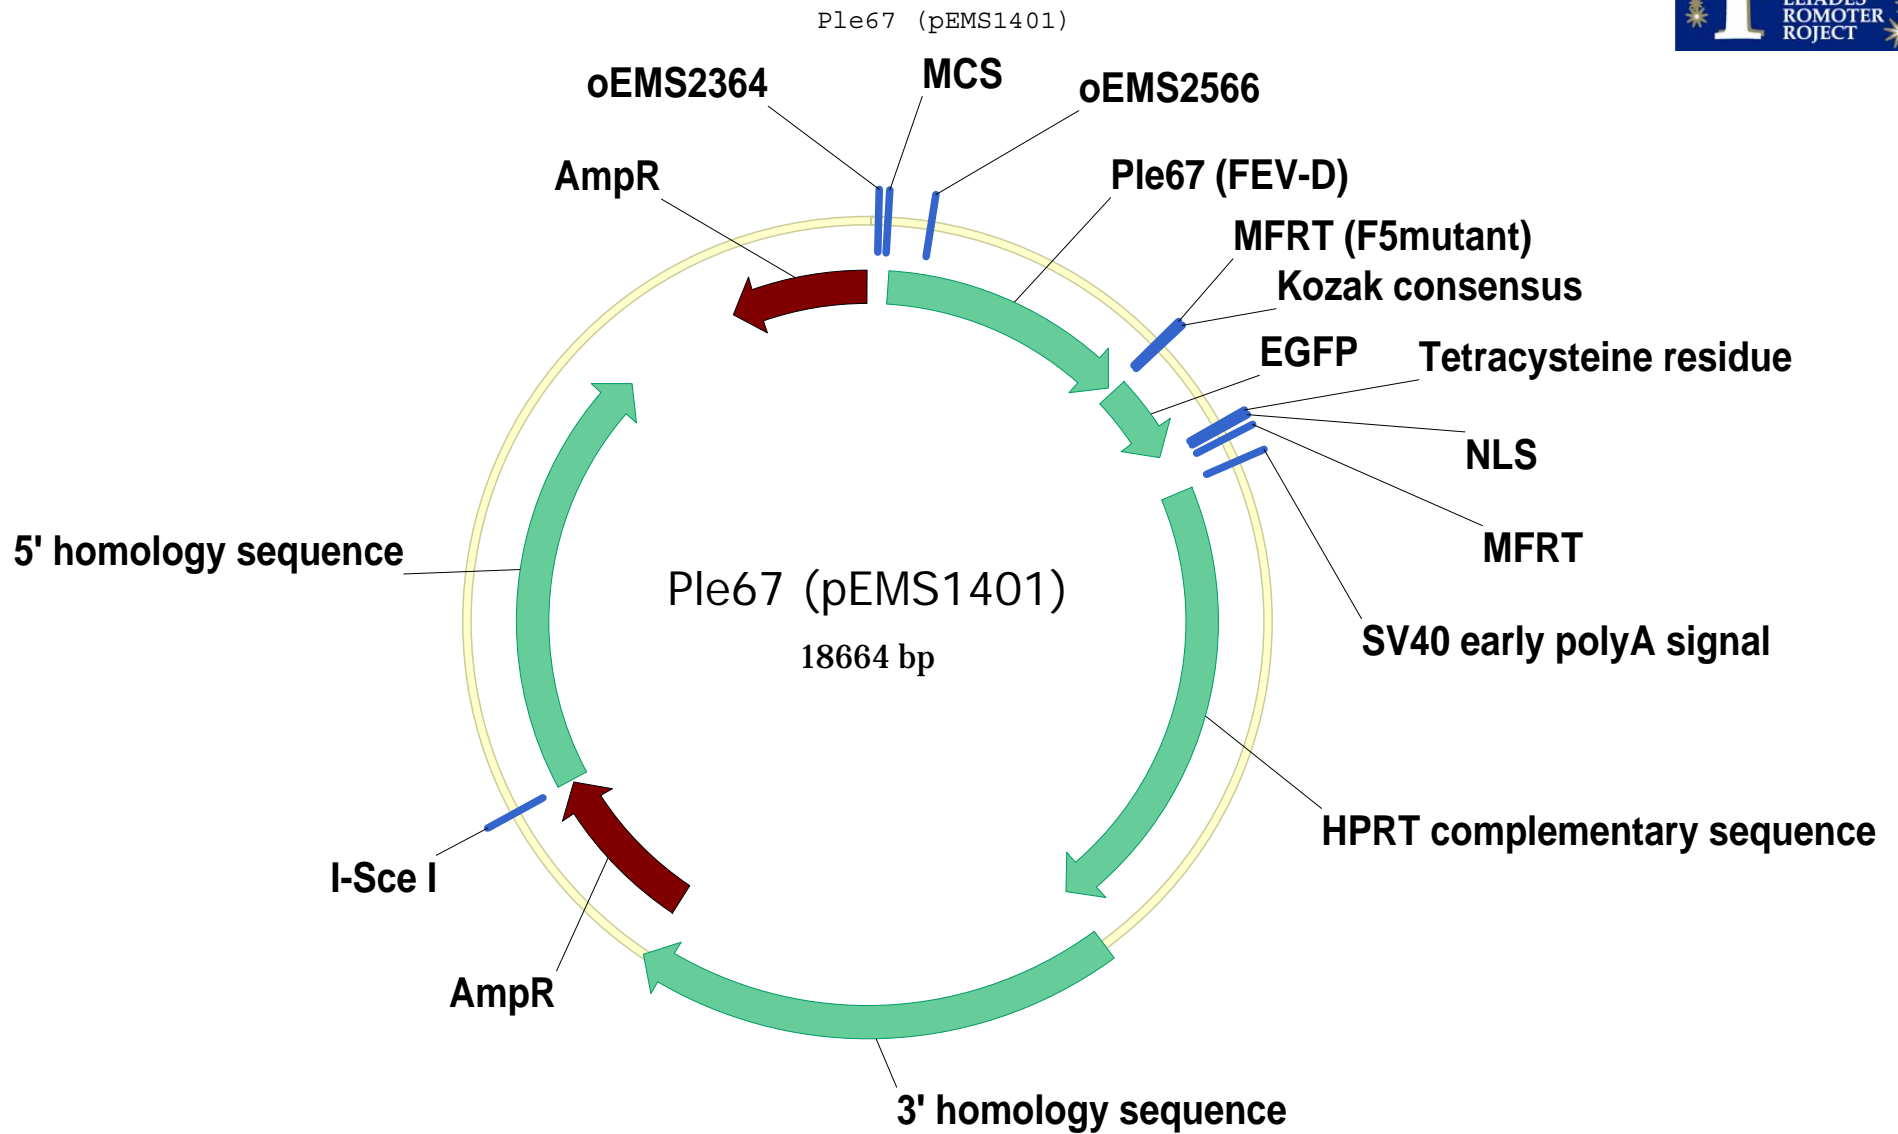 Ple67 (pEMS1401)
ROMOTER
ROJECT
MCS
oEMS2364
oEMS2566
AmpR
Ple67 (FEV-D)
MFRT (F5mutant)
Kozak consensus
EGFP
Tetracysteine residue
NLS
5' homology sequence
MFRT
Ple67 (pEMS1401)
18664 bp
SV40 early polyA signal
HPRT complementary sequence
I-Sce I
AmpR
3' homology sequence